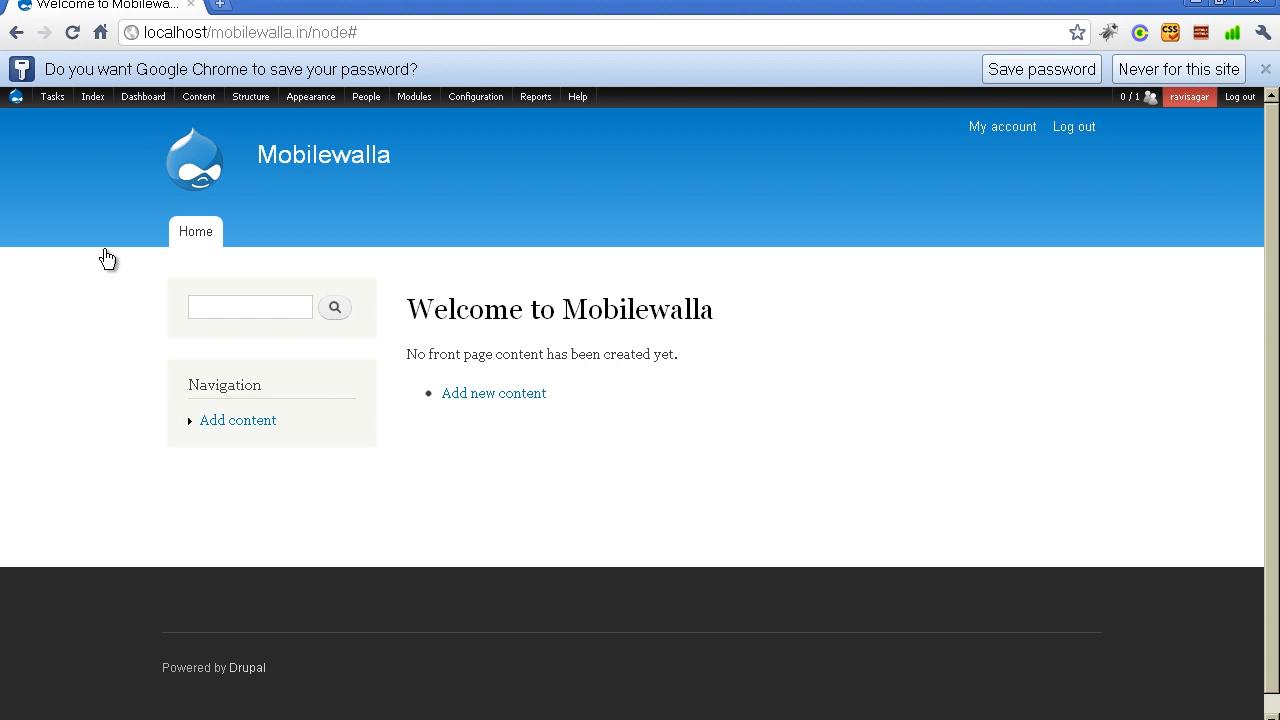 Welcome to Mobilewa...
localhost/mobilewalla.in/node#
Do you want Google Chrome to save your password?
Save password
Never for this site
Tasks Index Dashboard Content Structure Appearance People Modules Configuration Reports Help
0 / 1 ravisagar Log out
My account Log out
Mobilewalla
Home
Welcome to Mobilewalla
No front page content has been created yet.
Add new content
Navigation
Add content
Powered by Drupal